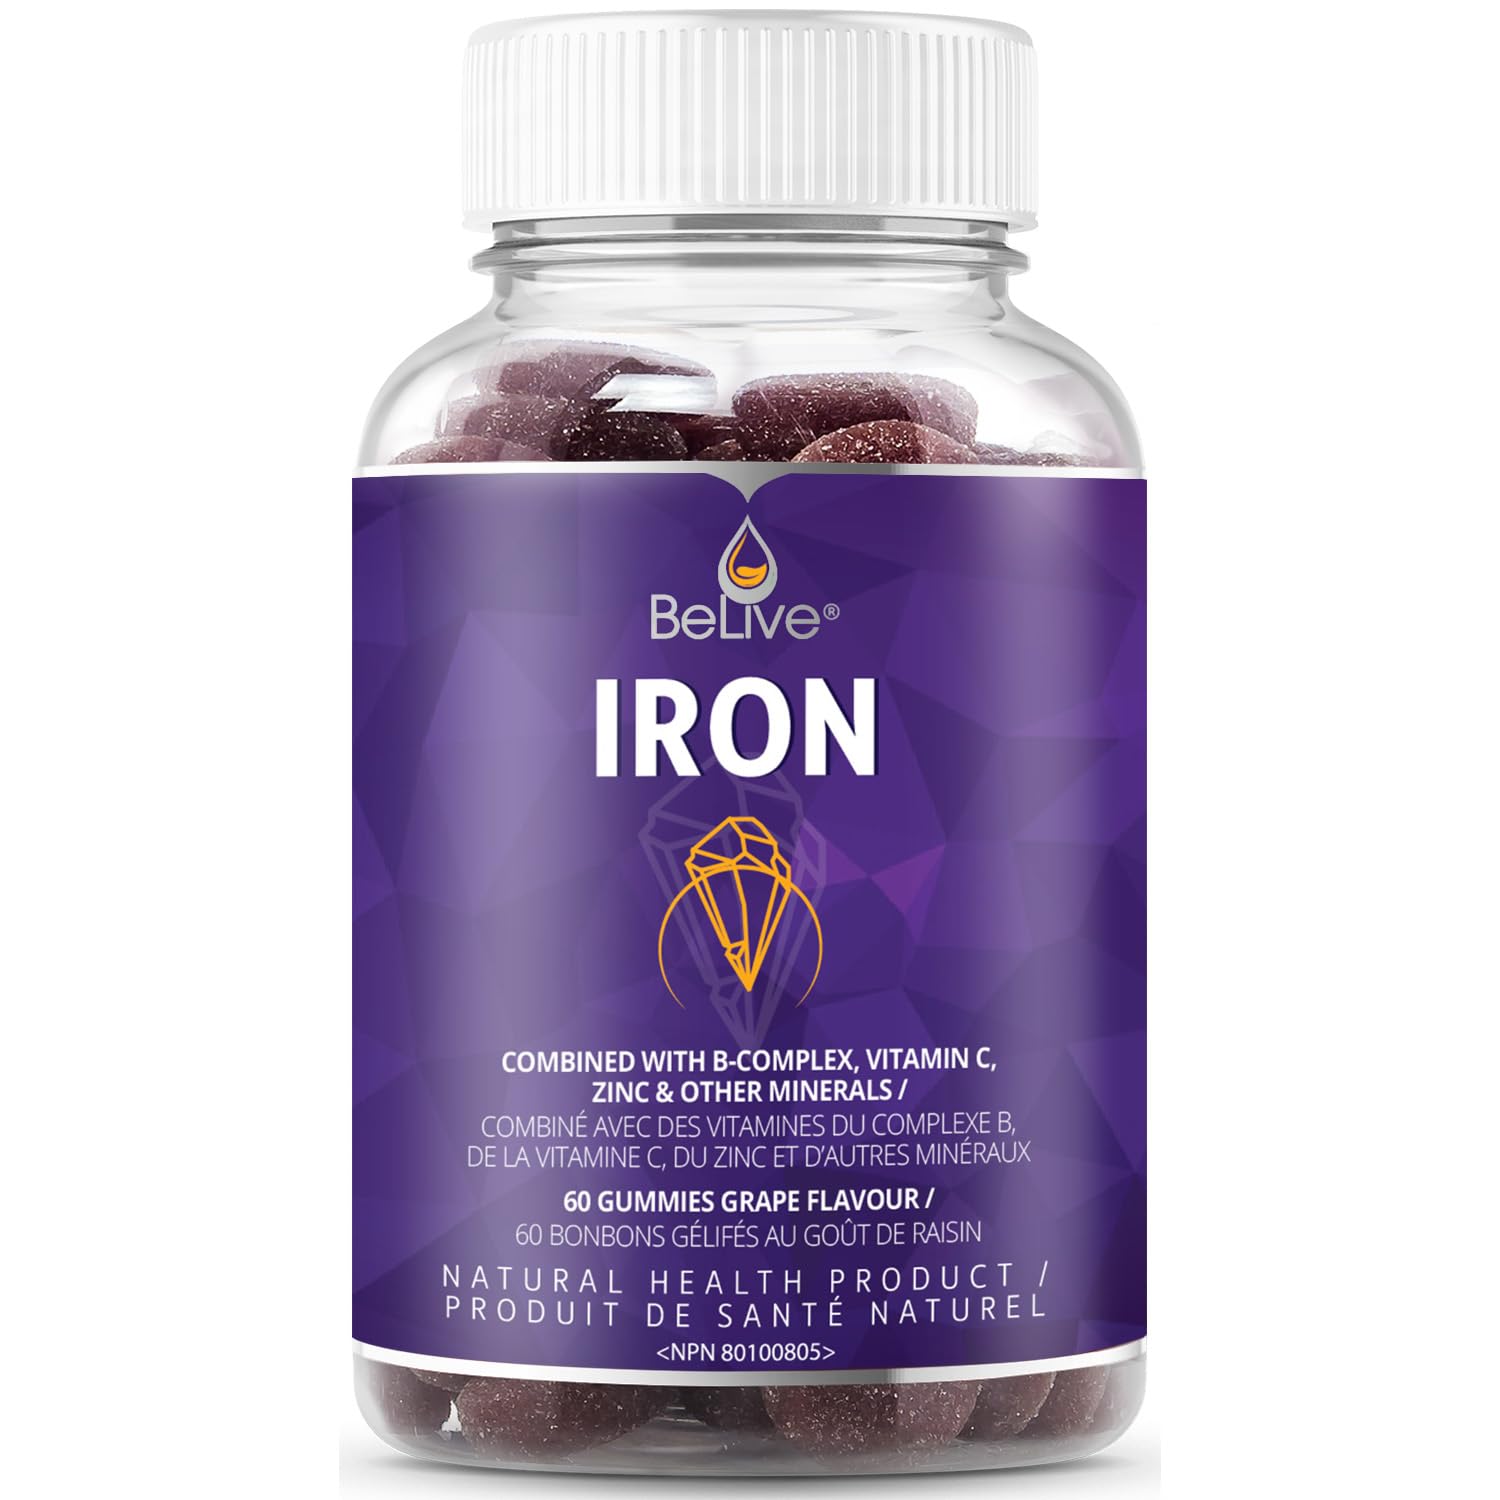 BeLive®
IRON
COMBINED WITH B-COMPLEX, VITAMIN C,
ZINC & OTHER MINERALS /
COMBINÉ AVEC DES VITAMINES DU COMPLEXE B,
DE LA VITAMINE C, DU ZINC ET D'AUTRES MINÉRAUX
60 GUMMIES GRAPE FLAVOUR /
60 BONBONS GÉLIFÉS AU GOÛT DE RAISIN
NATURAL HEALTH PRODUCT /
PRODUIT DE SANTÉ NATUREL
<NPN 80100805>